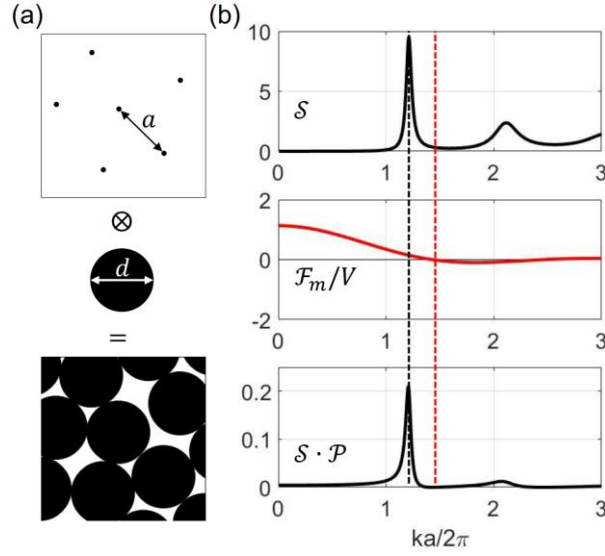 (a)
a
⊗
d
=
(b)
10
5
0
𝒮
0 1 2 3
2
0
-2
ℱₘ/V
0 1 2 3
0.2
0.1
0
𝒮 · 𝒫
0 1 2 3
ka/2π